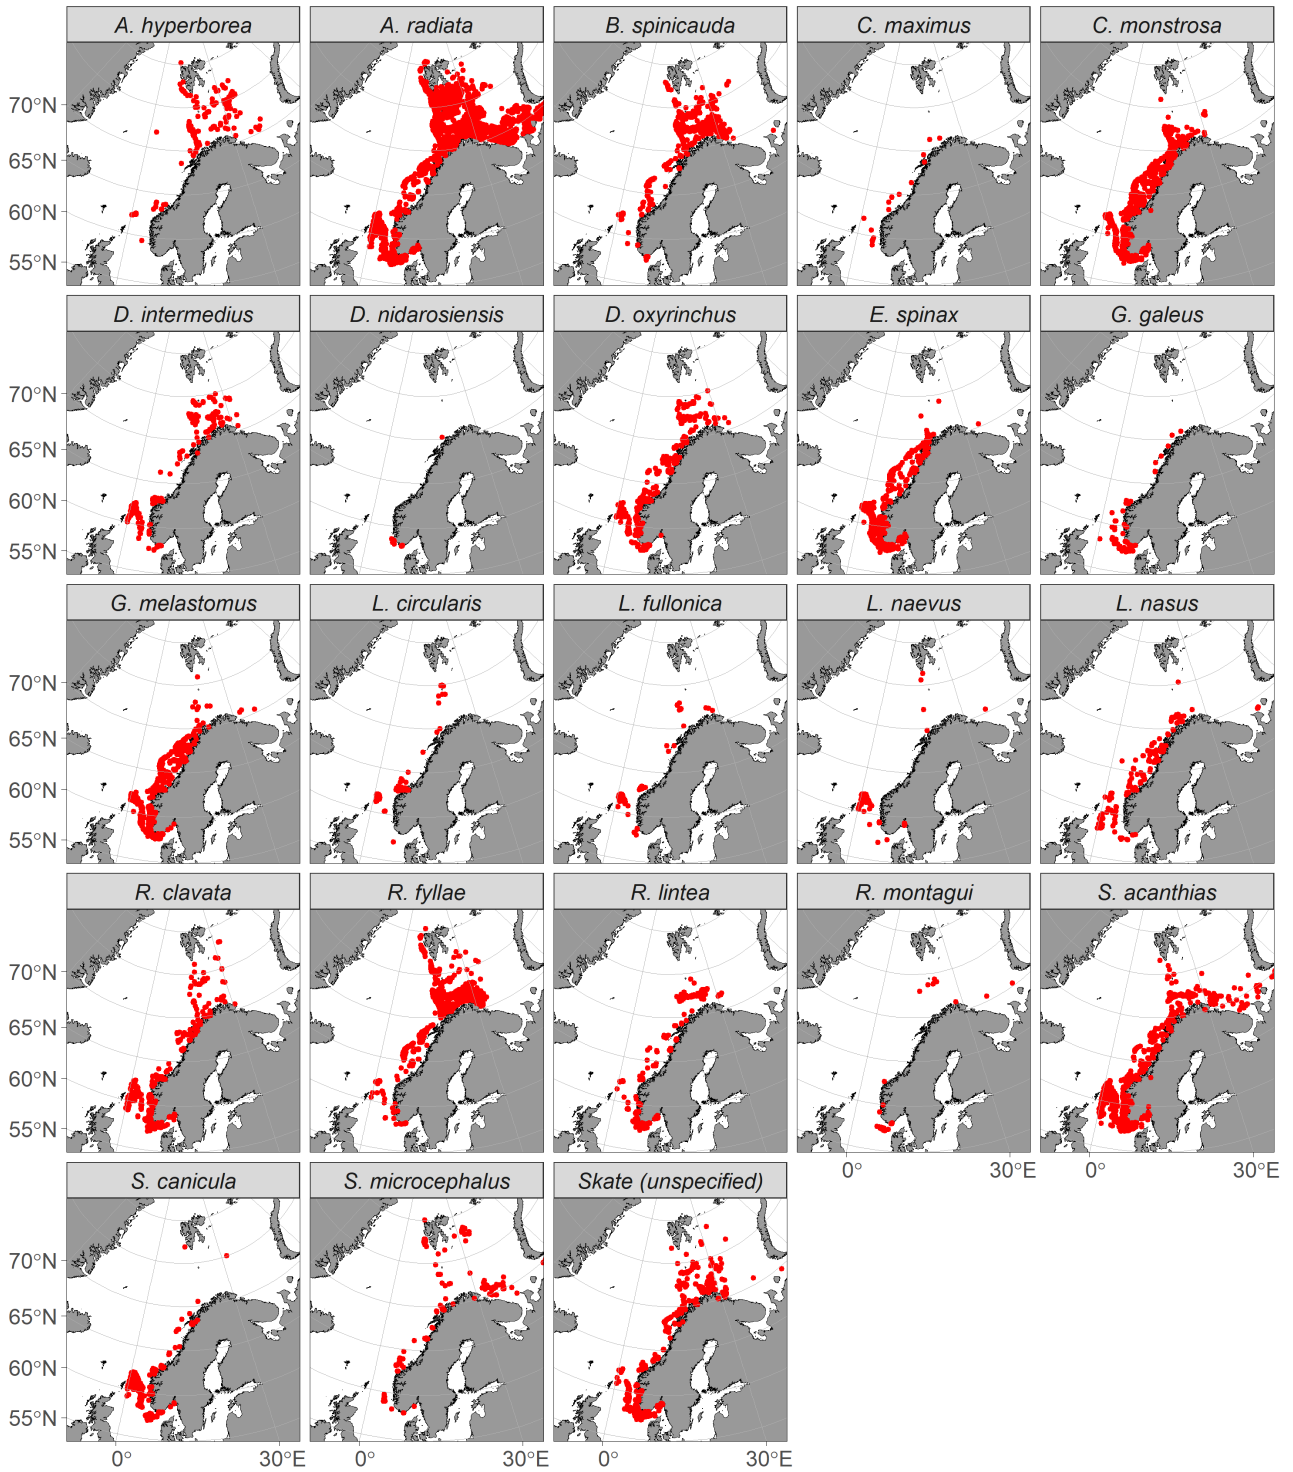 A. hyperborea
A. radiata
B. spinicauda
C. maximus
C. monstrosa
70°N
65°N
60°N
55°N
D. intermedius
D. nidarosiensis
D. oxyrinchus
E. spinax
G. galeus
70°N
65°N
60°N
55°N
G. melastomus
L. circularis
L. fullonica
L. naevus
L. nasus
70°N
65°N
60°N
55°N
R. clavata
R. fyllae
R. lintea
R. montagui
S. acanthias
70°N
65°N
60°N
55°N
0°
30°E
0°
30°E
S. canicula
S. microcephalus
Skate (unspecified)
70°N
65°N
60°N
55°N
0°
30°E
0°
30°E
0°
30°E